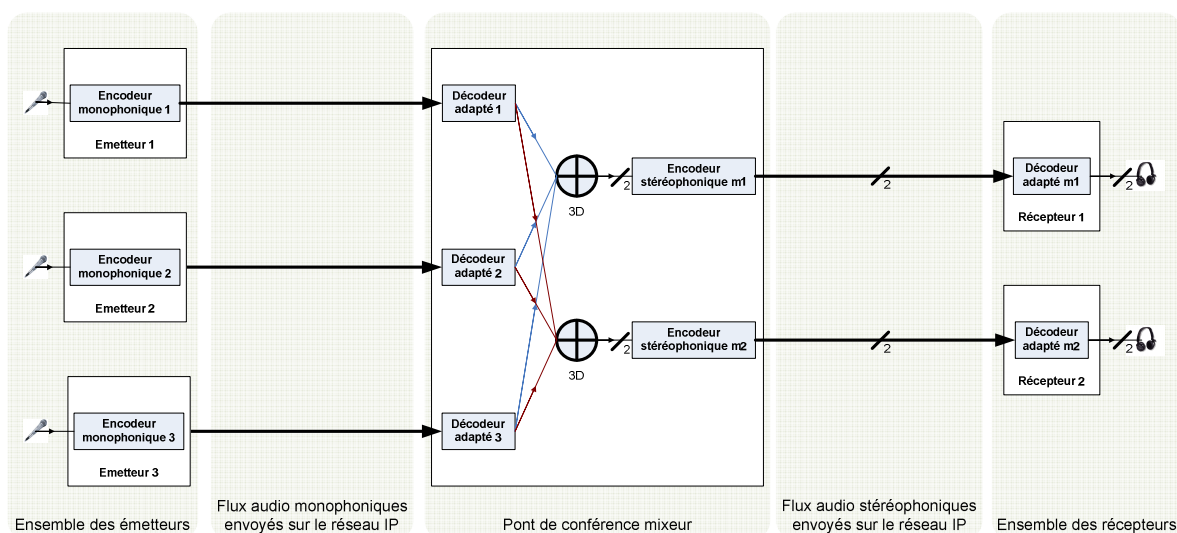 Encodeur
monophonique 1
Emetteur 1
Encodeur
monophonique 2
Emetteur 2
Encodeur
monophonique 3
Emetteur 3
Ensemble des émetteurs
Flux audio monophoniques
envoyés sur le réseau IP
Décodeur
adapté 1
Décodeur
adapté 2
Décodeur
adapté 3
3D
2
Encodeur
stéréophonique m1
3D
2
Encodeur
stéréophonique m2
Pont de conférence mixeur
2
2
Flux audio stéréophoniques
envoyés sur le réseau IP
Décodeur
adapté m1
2
Récepteur 1
Décodeur
adapté m2
2
Récepteur 2
Ensemble des récepteurs